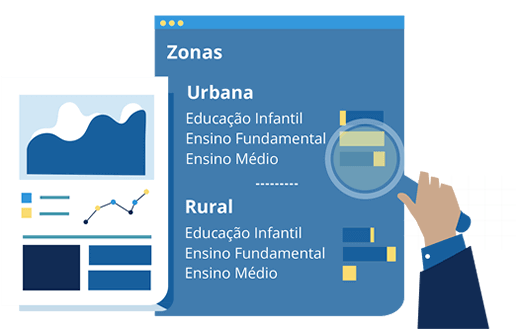 Zonas
Urbana
Educação Infantil
Ensino Fundamental
Ensino Médio
---------
Rural
Educação Infantil
Ensino Fundamental
Ensino Médio